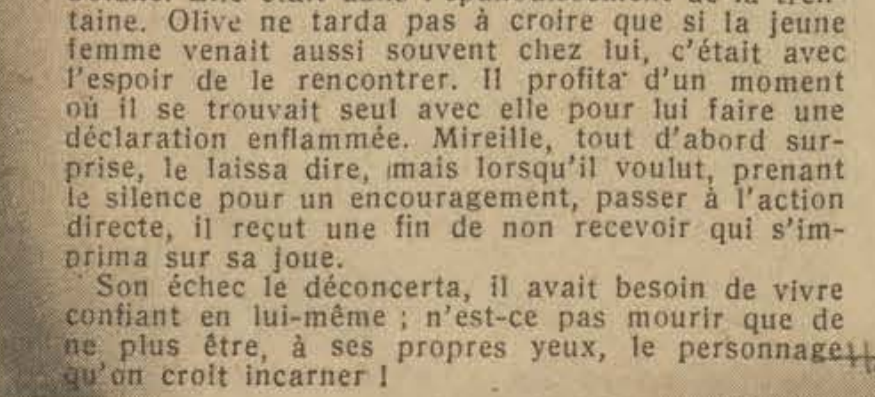 taine. Olive ne tarda pas à croire que si la jeune
femme venait aussi souvent chez lui, c'était avec
l'espoir de le rencontrer. Il profita d'un moment
où il se trouvait seul avec elle pour lui faire une
déclaration enflammée. Mireille, tout d'abord sur-
prise, le laissa dire, mais lorsqu'il voulut, prenant
le silence pour un encouragement, passer à l'action
directe, il reçut une fin de non recevoir qui s'im-
prima sur sa joue.
Son échec le déconcerta, il avait besoin de vivre
confiant en lui-même ; n'est-ce pas mourir que de
ne plus être, à ses propres yeux, le personnage
qu'on croit incarner !